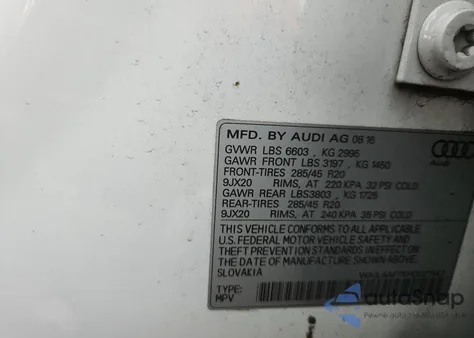 MFD. BY AUDI AG 08 16
GVWR LBS 6603 , KG 2995
GAWR FRONT LBS 3197 , KG 1450
FRONT-TIRES 285/45 R20
9JX20 RIMS, AT 220 KPA 32 PSI COLD
GAWR REAR LBS3803 , KG 1725
REAR-TIRES 285/45 R20
9JX20 RIMS, AT 240 KPA 35 PSI COLD
THIS VEHICLE CONFORMS TO ALL APPLICABLE
U.S. FEDERAL MOTOR VEHICLE SAFETY
THEFT PREVENTION STANDARDS IN EFFECT
THE DATE OF MANUFACTURE SHOWN ABOVE
SLOVAKIA
TYPE:
MPV
autoSnap